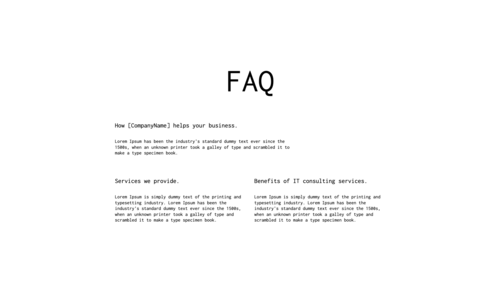 FAQ
How [CompanyName] helps your business.
Lorem Ipsum has been the industry's standard dummy text ever since the
1500s, when an unknown printer took a galley of type and scrambled it to
make a type specimen book.
Services we provide.
Lorem Ipsum is simply dummy text of the printing and
typesetting industry. Lorem Ipsum has been the
industry's standard dummy text ever since the 1500s,
when an unknown printer took a galley of type and
scrambled it to make a type specimen book.
Benefits of IT consulting services.
Lorem Ipsum is simply dummy text of the printing and
typesetting industry. Lorem Ipsum has been the
industry's standard dummy text ever since the 1500s,
when an unknown printer took a galley of type and
scrambled it to make a type specimen book.